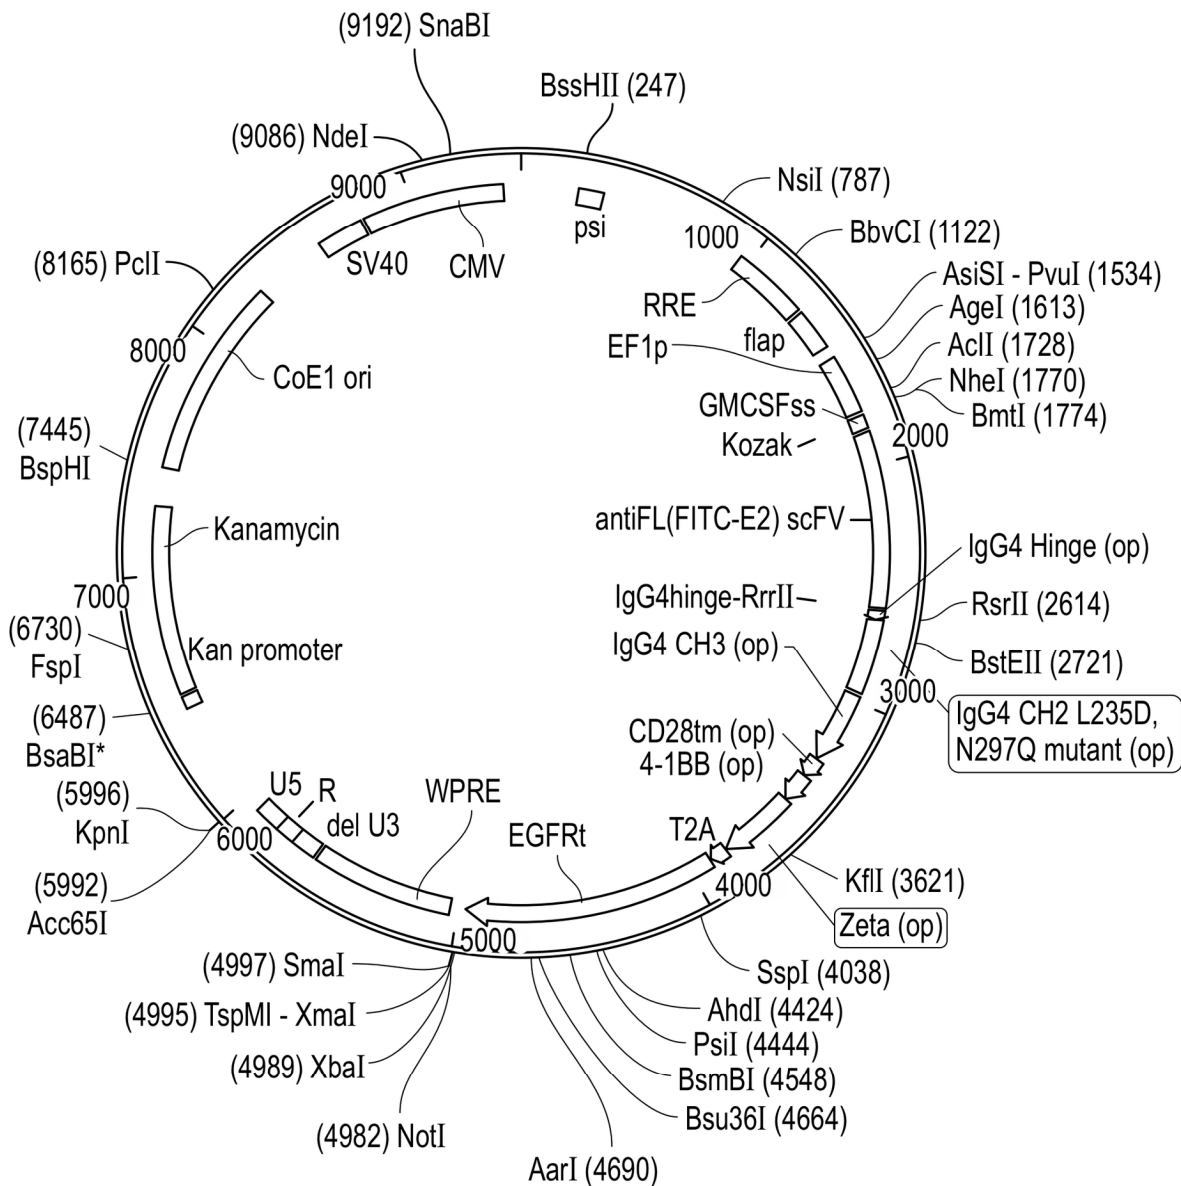 (9192) SnaBI
BssHII (247)
(9086) NdeI
NsiI (787)
9000
psi
1000
BbvCI (1122)
SV40
CMV
(8165) PclI
RRE
AsiSI - PvuI (1534)
AgeI (1613)
flap
EF1p
AclI (1728)
8000
CoE1 ori
NheI (1770)
GMCSFss
BmtI (1774)
Kozak
2000
(7445)
BspHI
Kanamycin
antiFL(FITC-E2) scFV
IgG4 Hinge (op)
7000
IgG4hinge-RrrII
RsrII (2614)
(6730)
FspI
Kan promoter
IgG4 CH3 (op)
BstEII (2721)
3000
(6487)
BsaBI*
CD28tm (op)
4-1BB (op)
IgG4 CH2 L235D,
N297Q mutant (op)
(5996)
KpnI
U5
R
del U3
WPRE
6000
EGFRt
T2A
(5992)
Acc65I
4000
KflI (3621)
Zeta (op)
5000
(4997) SmaI
SspI (4038)
(4995) TspMI - XmaI
AhdI (4424)
PsiI (4444)
(4989) XbaI
BsmBI (4548)
Bsu36I (4664)
(4982) NotI
AarI (4690)